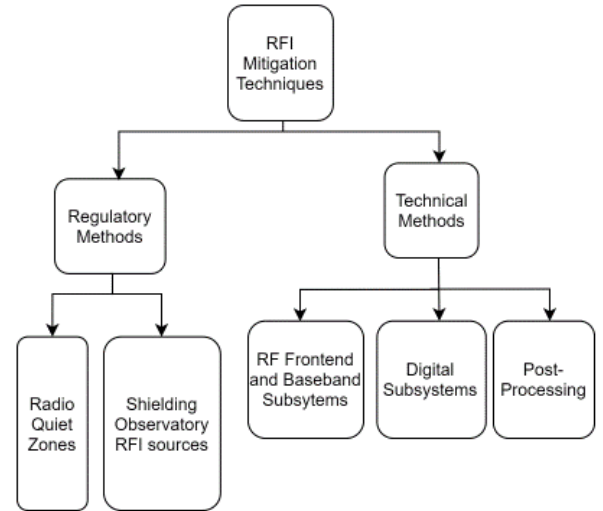 RFI
Mitigation
Techniques
Regulatory
Methods
Technical
Methods
Radio
Quiet
Zones
Shielding
Observatory
RFI sources
RF Frontend
and Baseband
Subsytems
Digital
Subsystems
Post-
Processing